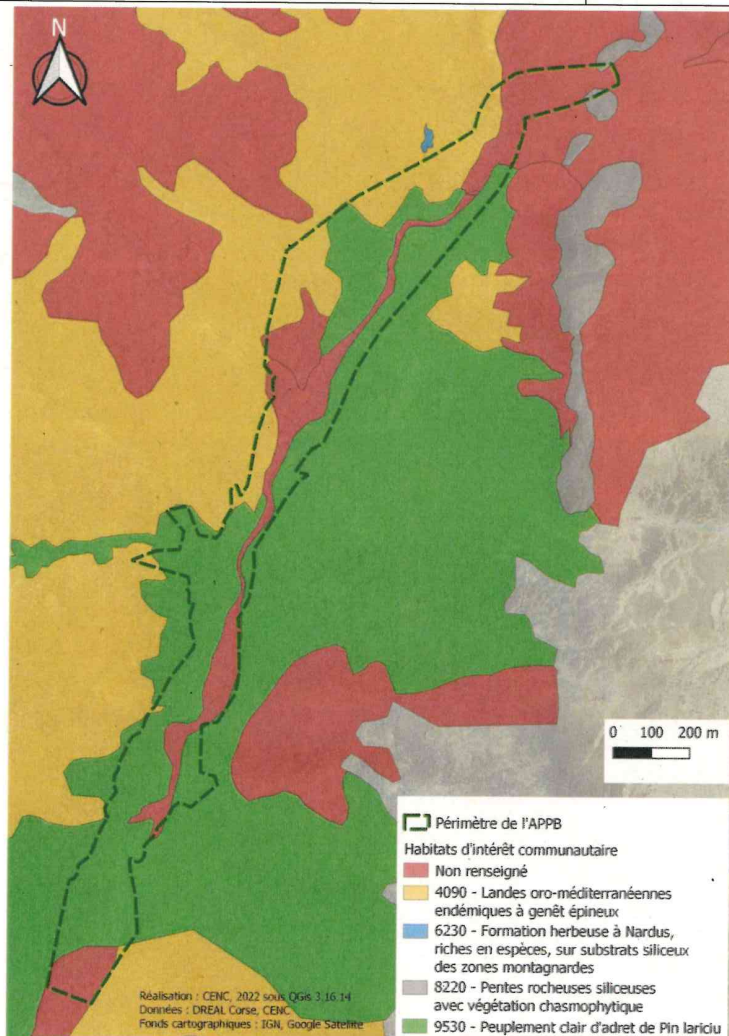 N
0 100 200 m
Périmètre de l'APPB
Habitats d'intérêt communautaire
Non renseigné
4090 - Landes oro-méditerranéennes
endémiques à genêt épineux
6230 - Formation herbeuse à Nardus,
riches en espèces, sur substrats siliceux
des zones montagnardes
8220 - Pentes rocheuses siliceuses
avec végétation chasmophytique
9530 - Peuplement clair d'adret de Pin laricio
Réalisation : CENC, 2022 sous QGis 3.16.14
Données : DREAL Corse, CENC
Fonds cartographiques : IGN, Google Satellite